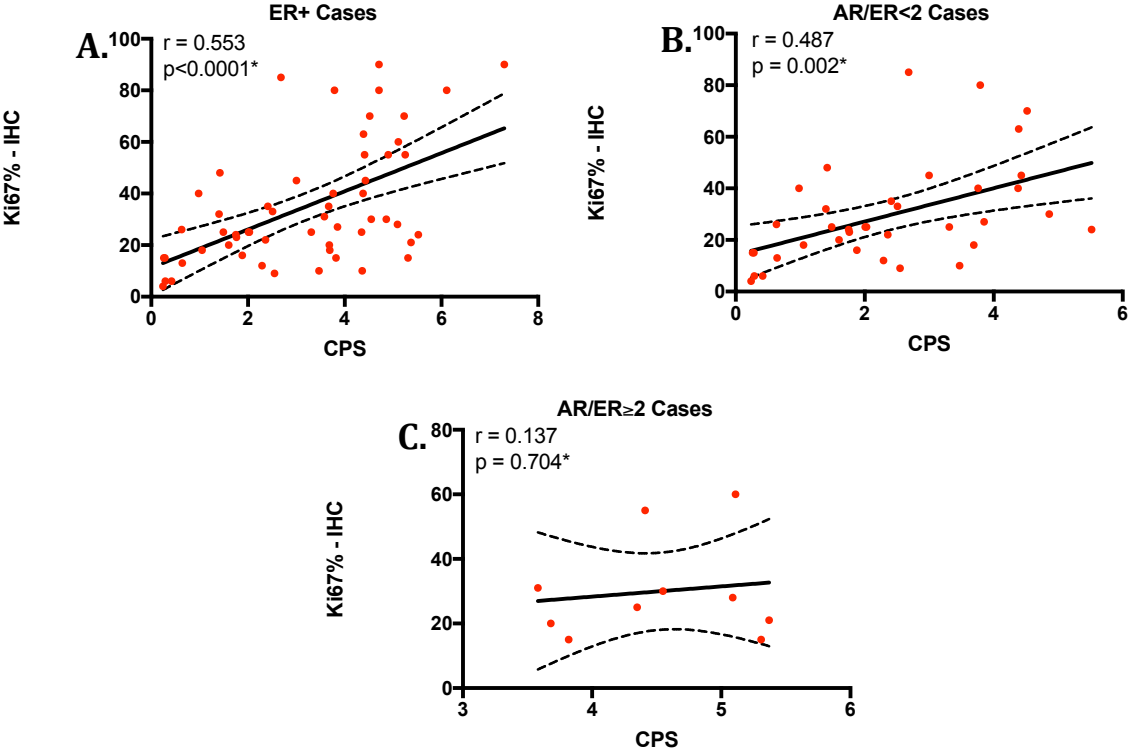 ER+ Cases
A.
r = 0.553
p<0.0001*
100
80
60
40
20
0
Ki67% - IHC
0 2 4 6 8
CPS
AR/ER<2 Cases
B.
r = 0.487
p = 0.002*
100
80
60
40
20
0
Ki67% - IHC
0 2 4 6
CPS
AR/ER≥2 Cases
C.
r = 0.137
p = 0.704*
80
60
40
20
0
Ki67% - IHC
3 4 5 6
CPS